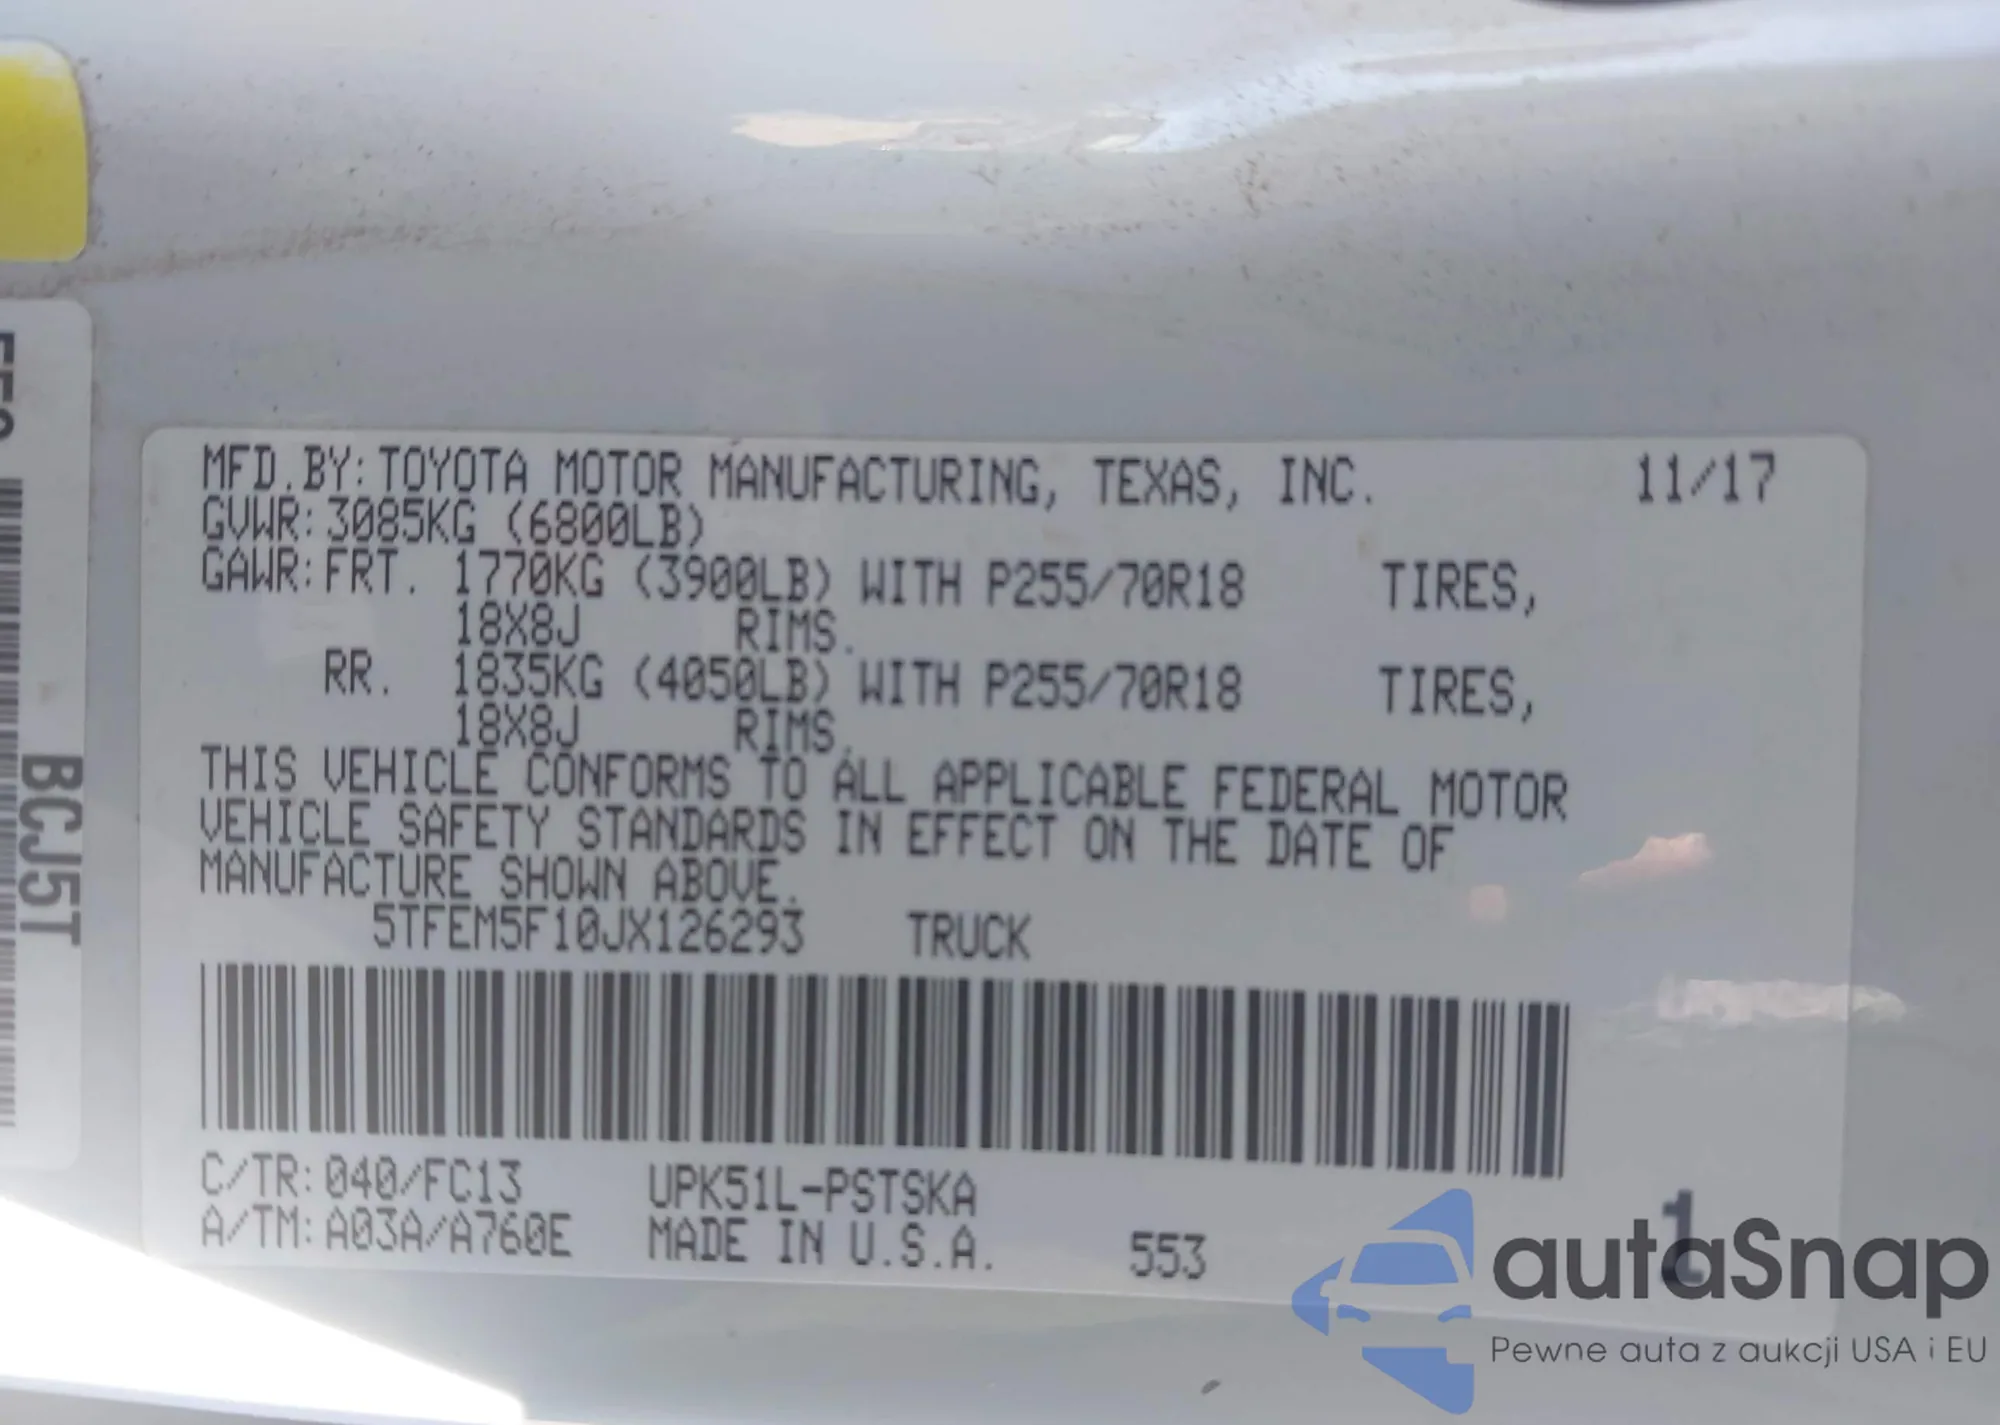 MFD.BY:TOYOTA MOTOR MANUFACTURING, TEXAS, INC. 11/17
GVWR:3085KG (6800LB)
GAWR:FRT. 1770KG (3900LB) WITH P255/70R18 TIRES,
18X8J RIMS.
RR. 1835KG (4050LB) WITH P255/70R18 TIRES,
18X8J RIMS.
THIS VEHICLE CONFORMS TO ALL APPLICABLE FEDERAL MOTOR
VEHICLE SAFETY STANDARDS IN EFFECT ON THE DATE OF
MANUFACTURE SHOWN ABOVE.
5TFEM5F10JX126293 TRUCK
C/TR:040/FC13 UPK51L-PSTSKA
A/TM:A03A/A760E MADE IN U.S.A. 553 1
BCJ5T
autaSnap
Pewne auta z aukcji USA i EU